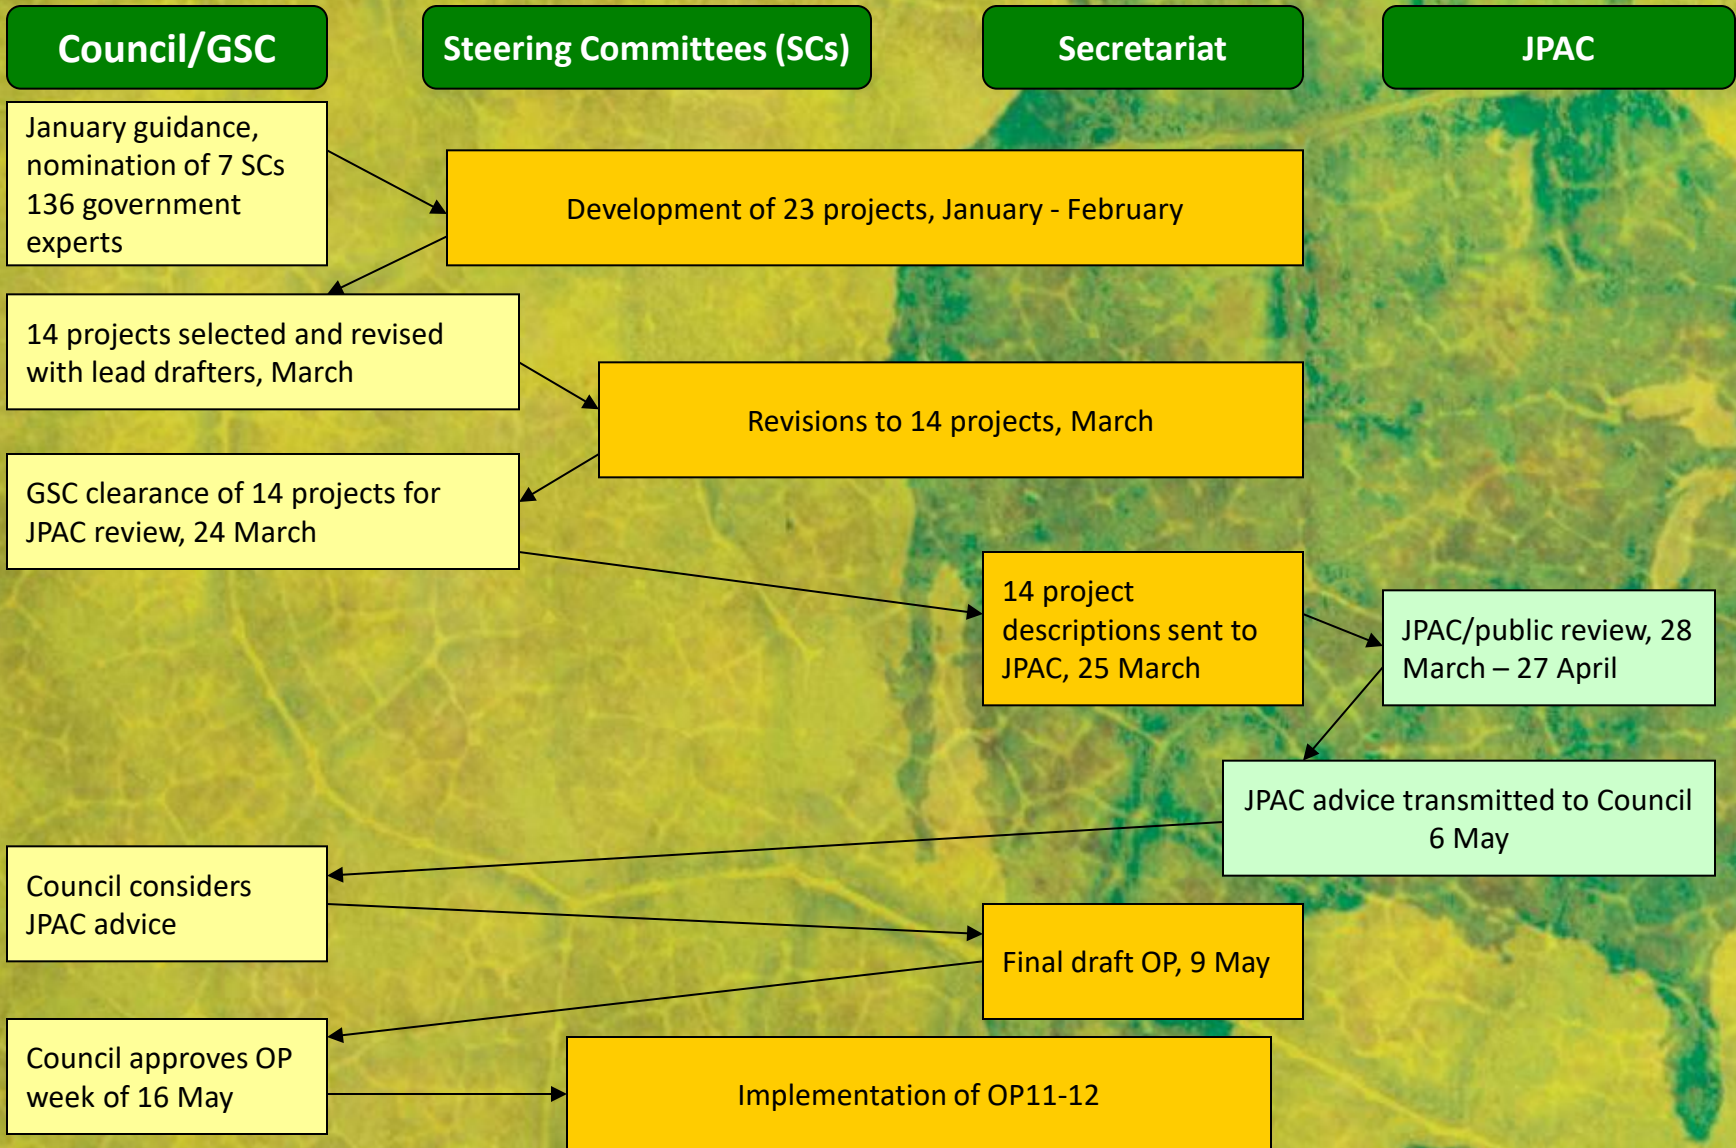 Council/GSC
Steering Committees (SCs)
Secretariat
JPAC
January guidance,
nomination of 7 SCs
136 government
experts
Development of 23 projects, January - February
14 projects selected and revised
with lead drafters, March
Revisions to 14 projects, March
GSC clearance of 14 projects for
JPAC review, 24 March
14 project
descriptions sent to
JPAC, 25 March
JPAC/public review, 28
March – 27 April
JPAC advice transmitted to Council
6 May
Council considers
JPAC advice
Final draft OP, 9 May
Council approves OP
week of 16 May
Implementation of OP11-12